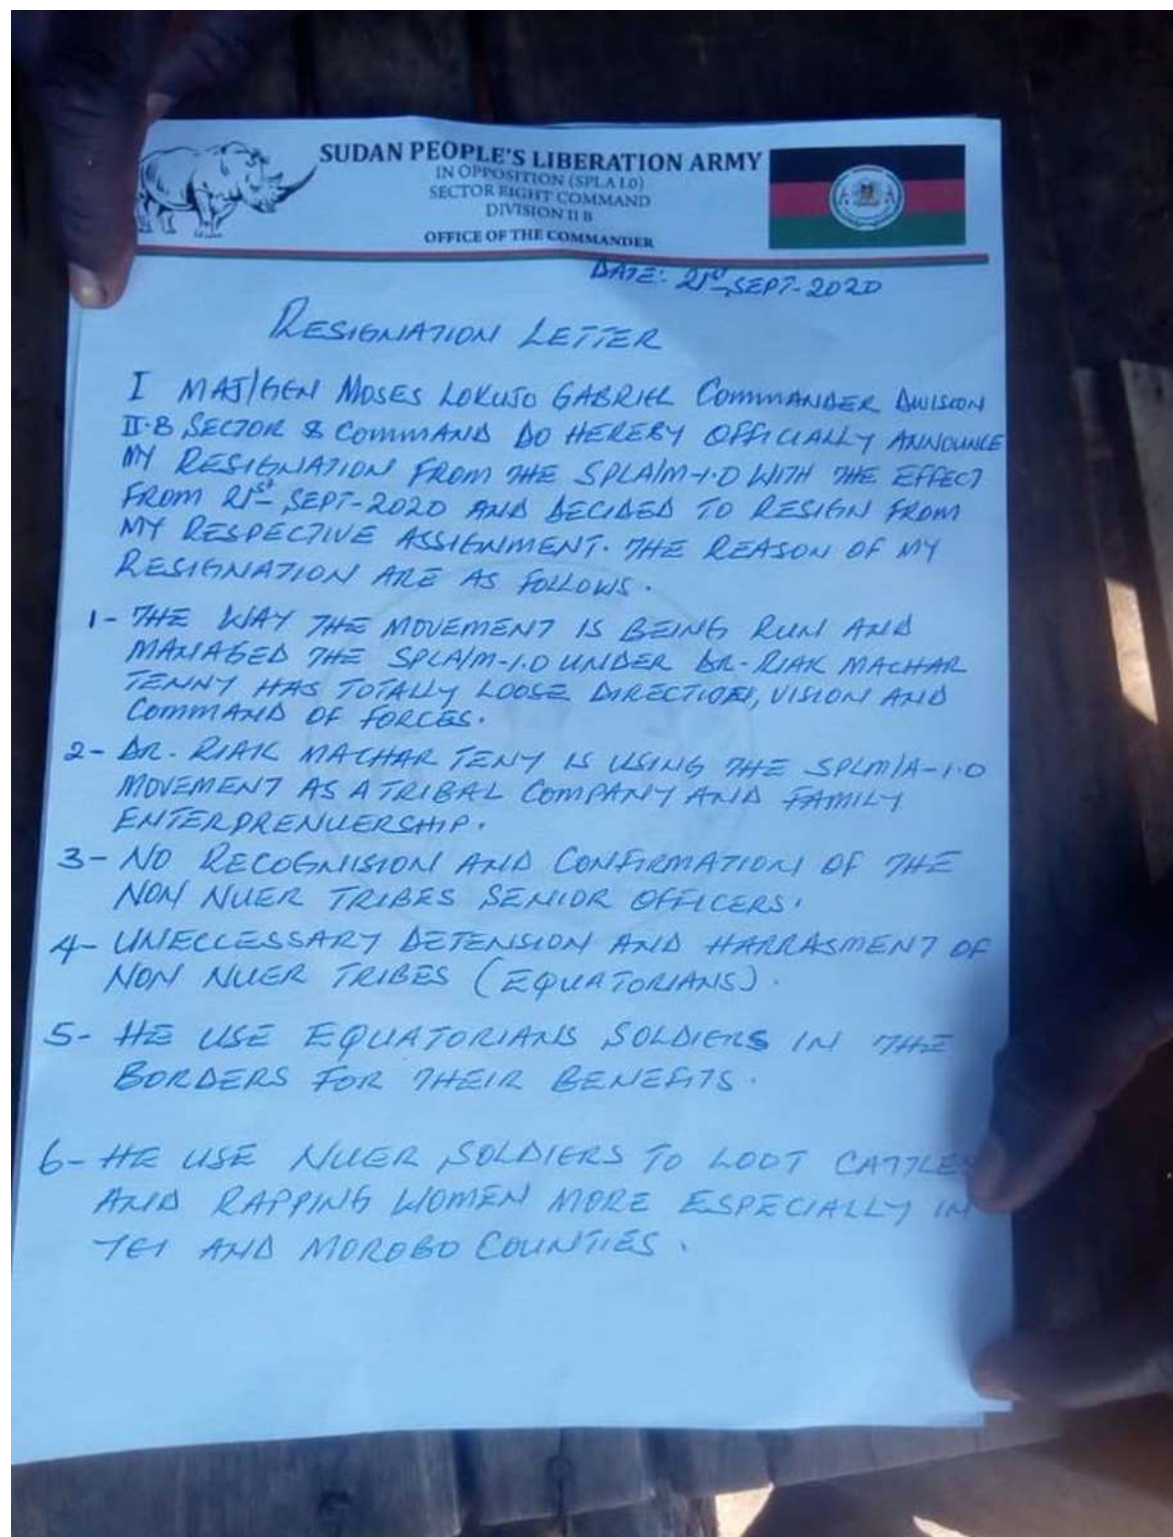 SUDAN PEOPLE'S LIBERATION ARMY
IN OPPOSITION (SPLA I.O)
SECTOR EIGHT COMMAND
DIVISION II B
OFFICE OF THE COMMANDER
DATE: 21st SEPT-2020
RESIGNATION LETTER
I MAJ/GEN MOSES LOKUJO GABRIEL COMMANDER DIVISION
II-B SECTOR 8 COMMAND DO HEREBY OFFICIALLY ANNOUNCE
MY RESIGNATION FROM THE SPLA/M-I.O WITH THE EFFECT
FROM 21st SEPT-2020 AND DECIDED TO RESIGN FROM
MY RESPECTIVE ASSIGNMENT. THE REASON OF MY
RESIGNATION ARE AS FOLLOWS.
1- THE WAY THE MOVEMENT IS BEING RUN AND
MANAGED THE SPLA/M-I.O UNDER DR-RIAK MACHAR
TENNY HAS TOTALLY LOOSE DIRECTION, VISION AND
COMMAND OF FORCES.
2- DR. RIAK MACHAR TENY IS USING THE SPLM/A-I.O
MOVEMENT AS A TRIBAL COMPANY AND FAMILY
ENTERPRENUERSHIP.
3- NO RECOGNISION AND CONFIRMATION OF THE
NON NUER TRIBES SENIOR OFFICERS.
4- UNECCESSARY DETENSION AND HARRASMENT OF
NON NUER TRIBES (EQUATORIANS).
5- HE USE EQUATORIANS SOLDIERS IN THE
BORDERS FOR THEIR BENEFITS.
6- HE USE NUER SOLDIERS TO LOOT CATTLES
AND RAPPING WOMEN MORE ESPECIALLY IN
YEI AND MOROBO COUNTIES.